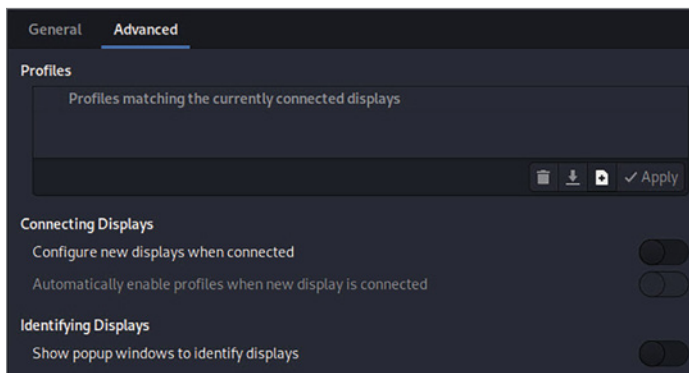 General Advanced
Profiles
Profiles matching the currently connected displays
Apply
Connecting Displays
Configure new displays when connected
Automatically enable profiles when new display is connected
Identifying Displays
Show popup windows to identify displays